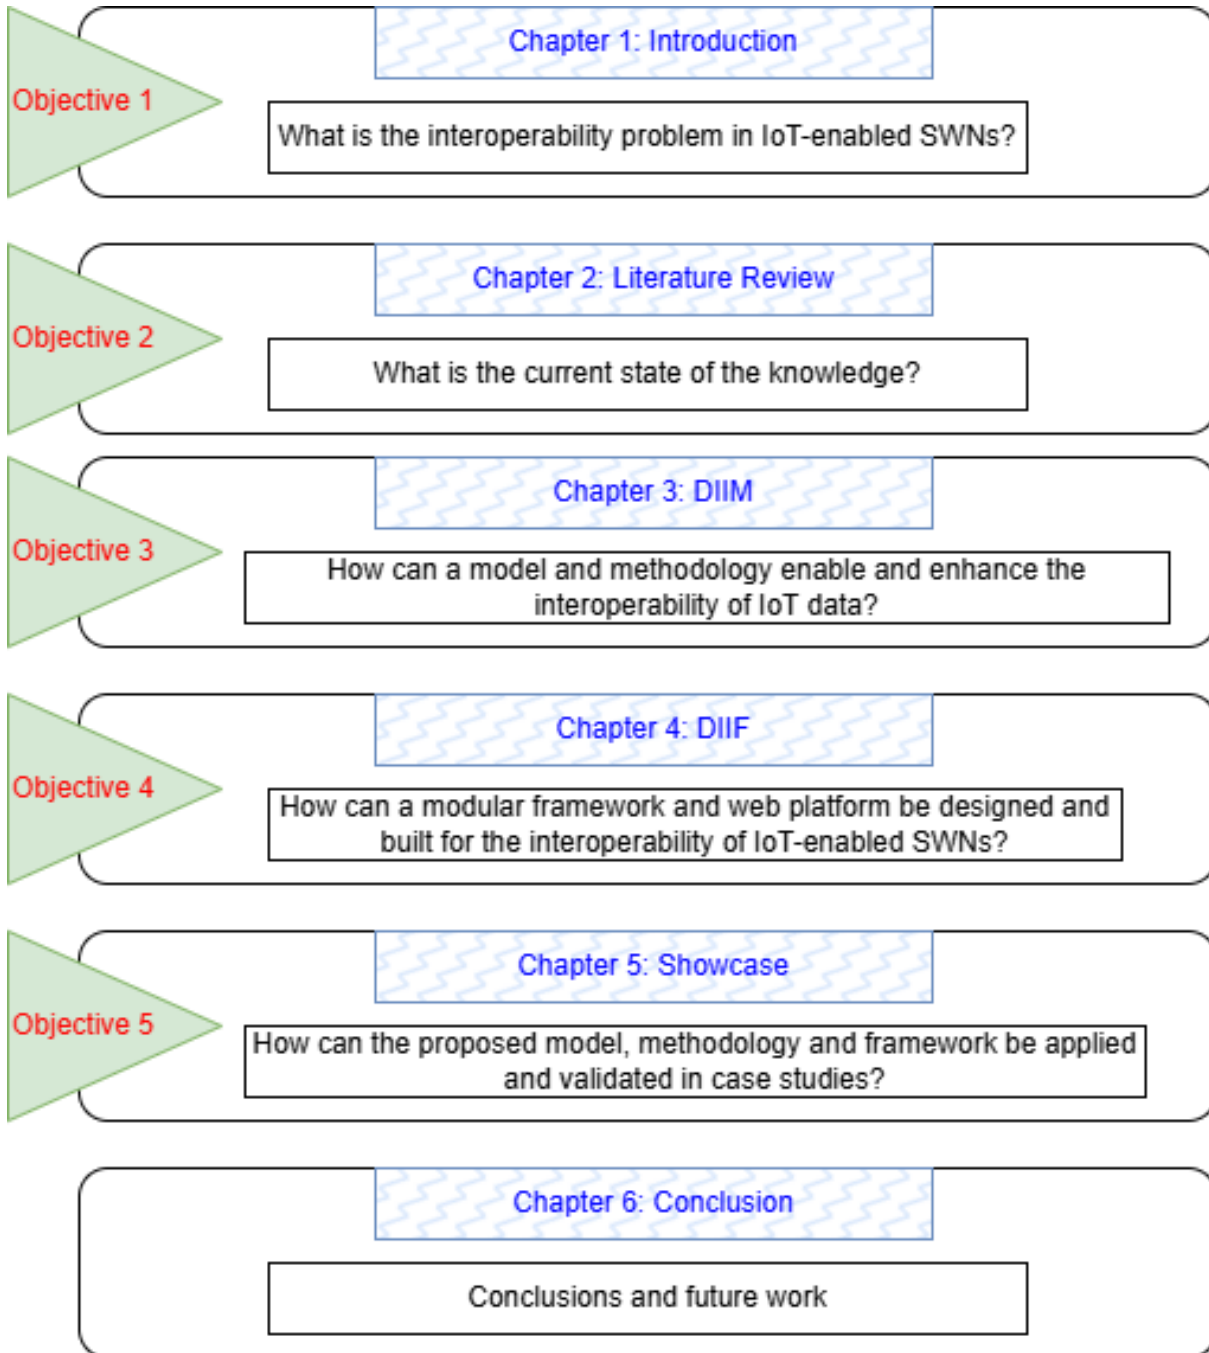 Chapter 1: Introduction
Objective 1
What is the interoperability problem in IoT-enabled SWNs?
Chapter 2: Literature Review
Objective 2
What is the current state of the knowledge?
Chapter 3: DIIM
Objective 3
How can a model and methodology enable and enhance the
interoperability of IoT data?
Chapter 4: DIIF
Objective 4
How can a modular framework and web platform be designed and
built for the interoperability of IoT-enabled SWNs?
Chapter 5: Showcase
Objective 5
How can the proposed model, methodology and framework be applied
and validated in case studies?
Chapter 6: Conclusion
Conclusions and future work